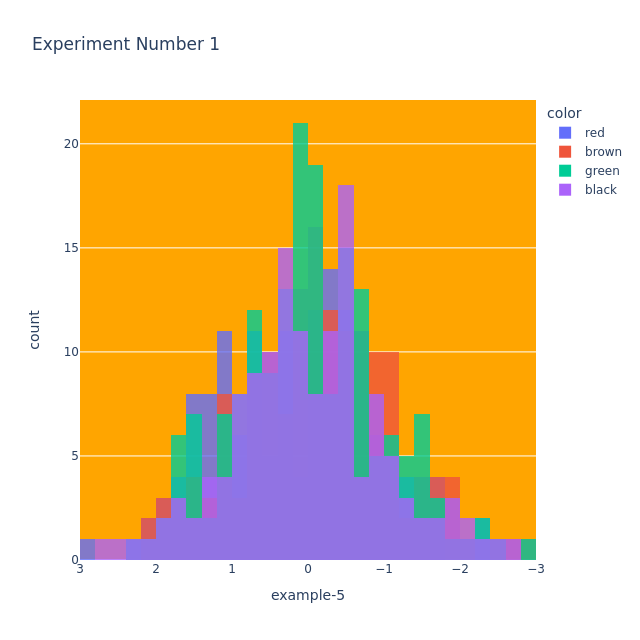 Experiment Number 1
color
red
brown
green
black
20
15
10
5
0
3
2
1
0
−1
−2
−3
count
example-5